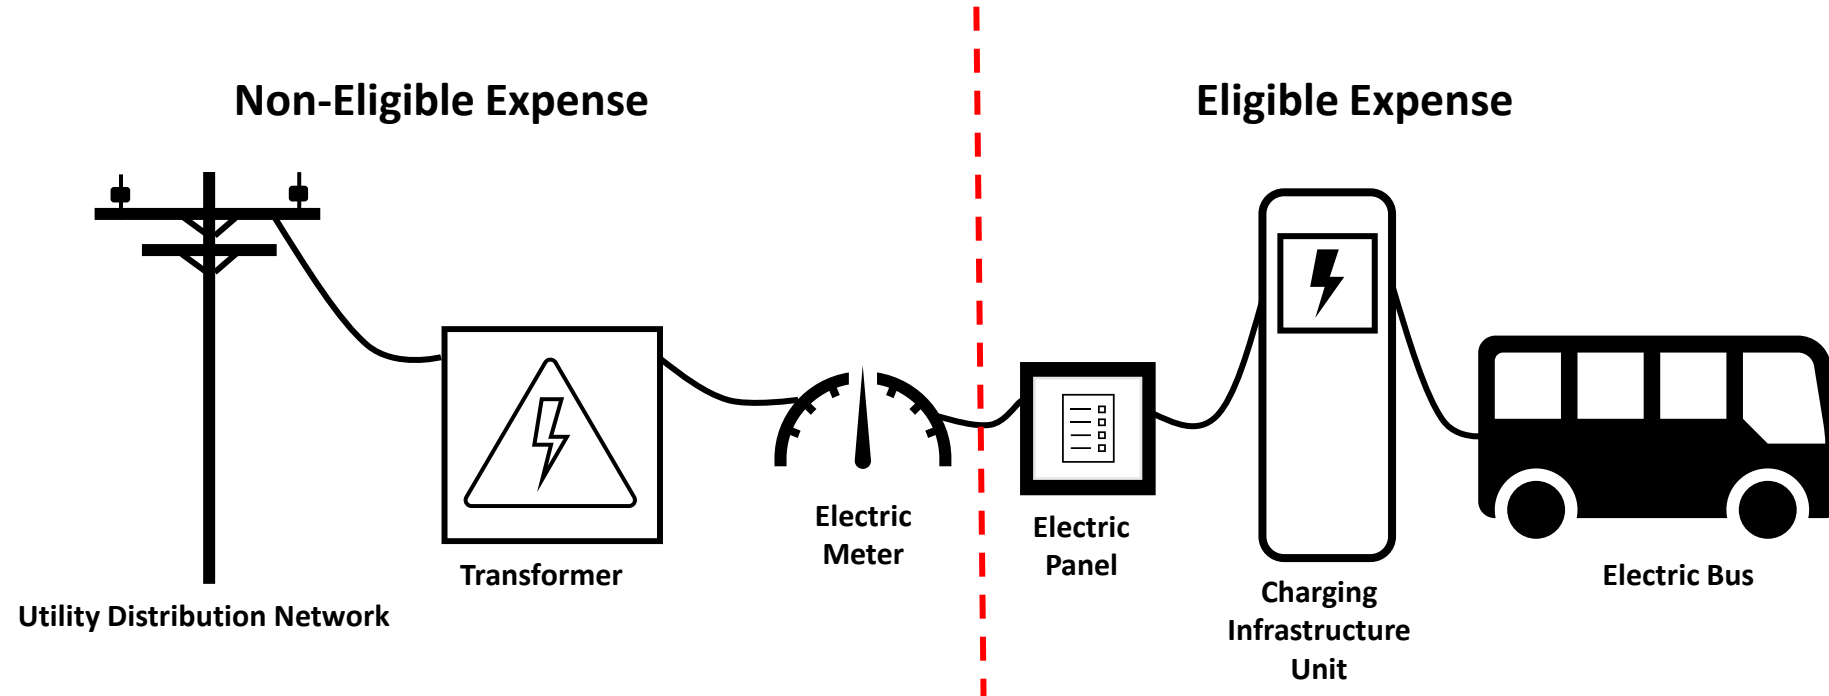 Non-Eligible Expense
Eligible Expense
Utility Distribution Network
Transformer
Electric
Meter
Electric
Panel
Charging
Infrastructure
Unit
Electric Bus